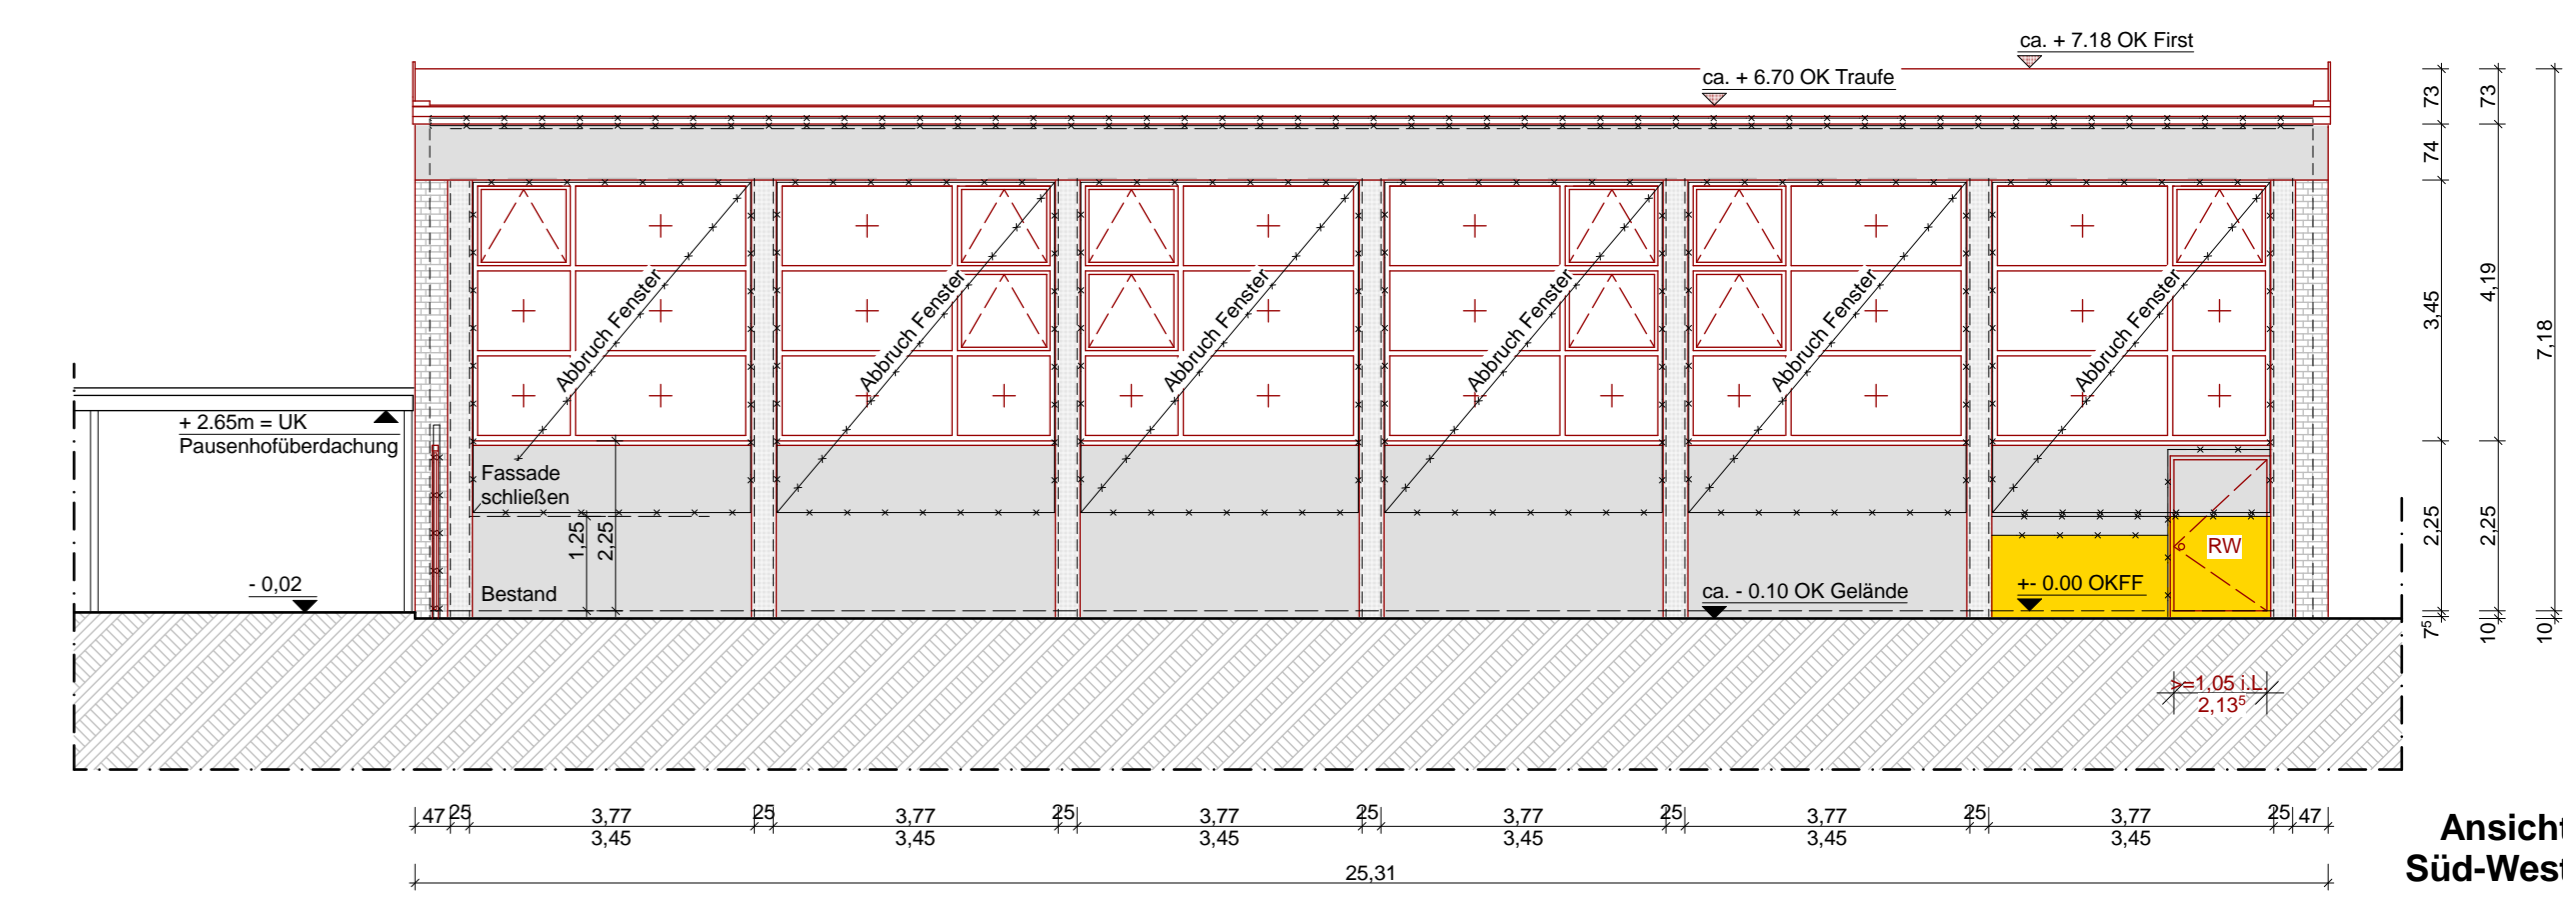 ca. + 7.18 OK First
ca. + 6.70 OK Traufe
Abbruch Fenster
Abbruch Fenster
Abbruch Fenster
Abbruch Fenster
Abbruch Fenster
Abbruch Fenster
+ 2.65m = UK
Pausenhofüberdachung
- 0,02
Fassade
schließen
1,25
2,25
Bestand
ca. - 0.10 OK Gelände
+- 0.00 OKFF
RW
>=1,05 i.L.
2,13⁵
73
74
3,45
2,25
7⁵
73
4,19
2,25
10
7,18
10
47 25 3,77 25 3,77 25 3,77 25 3,77 25 3,77 25 3,77 25 47
3,45 3,45 3,45 3,45 3,45 3,45
25,31
Ansicht
Süd-West